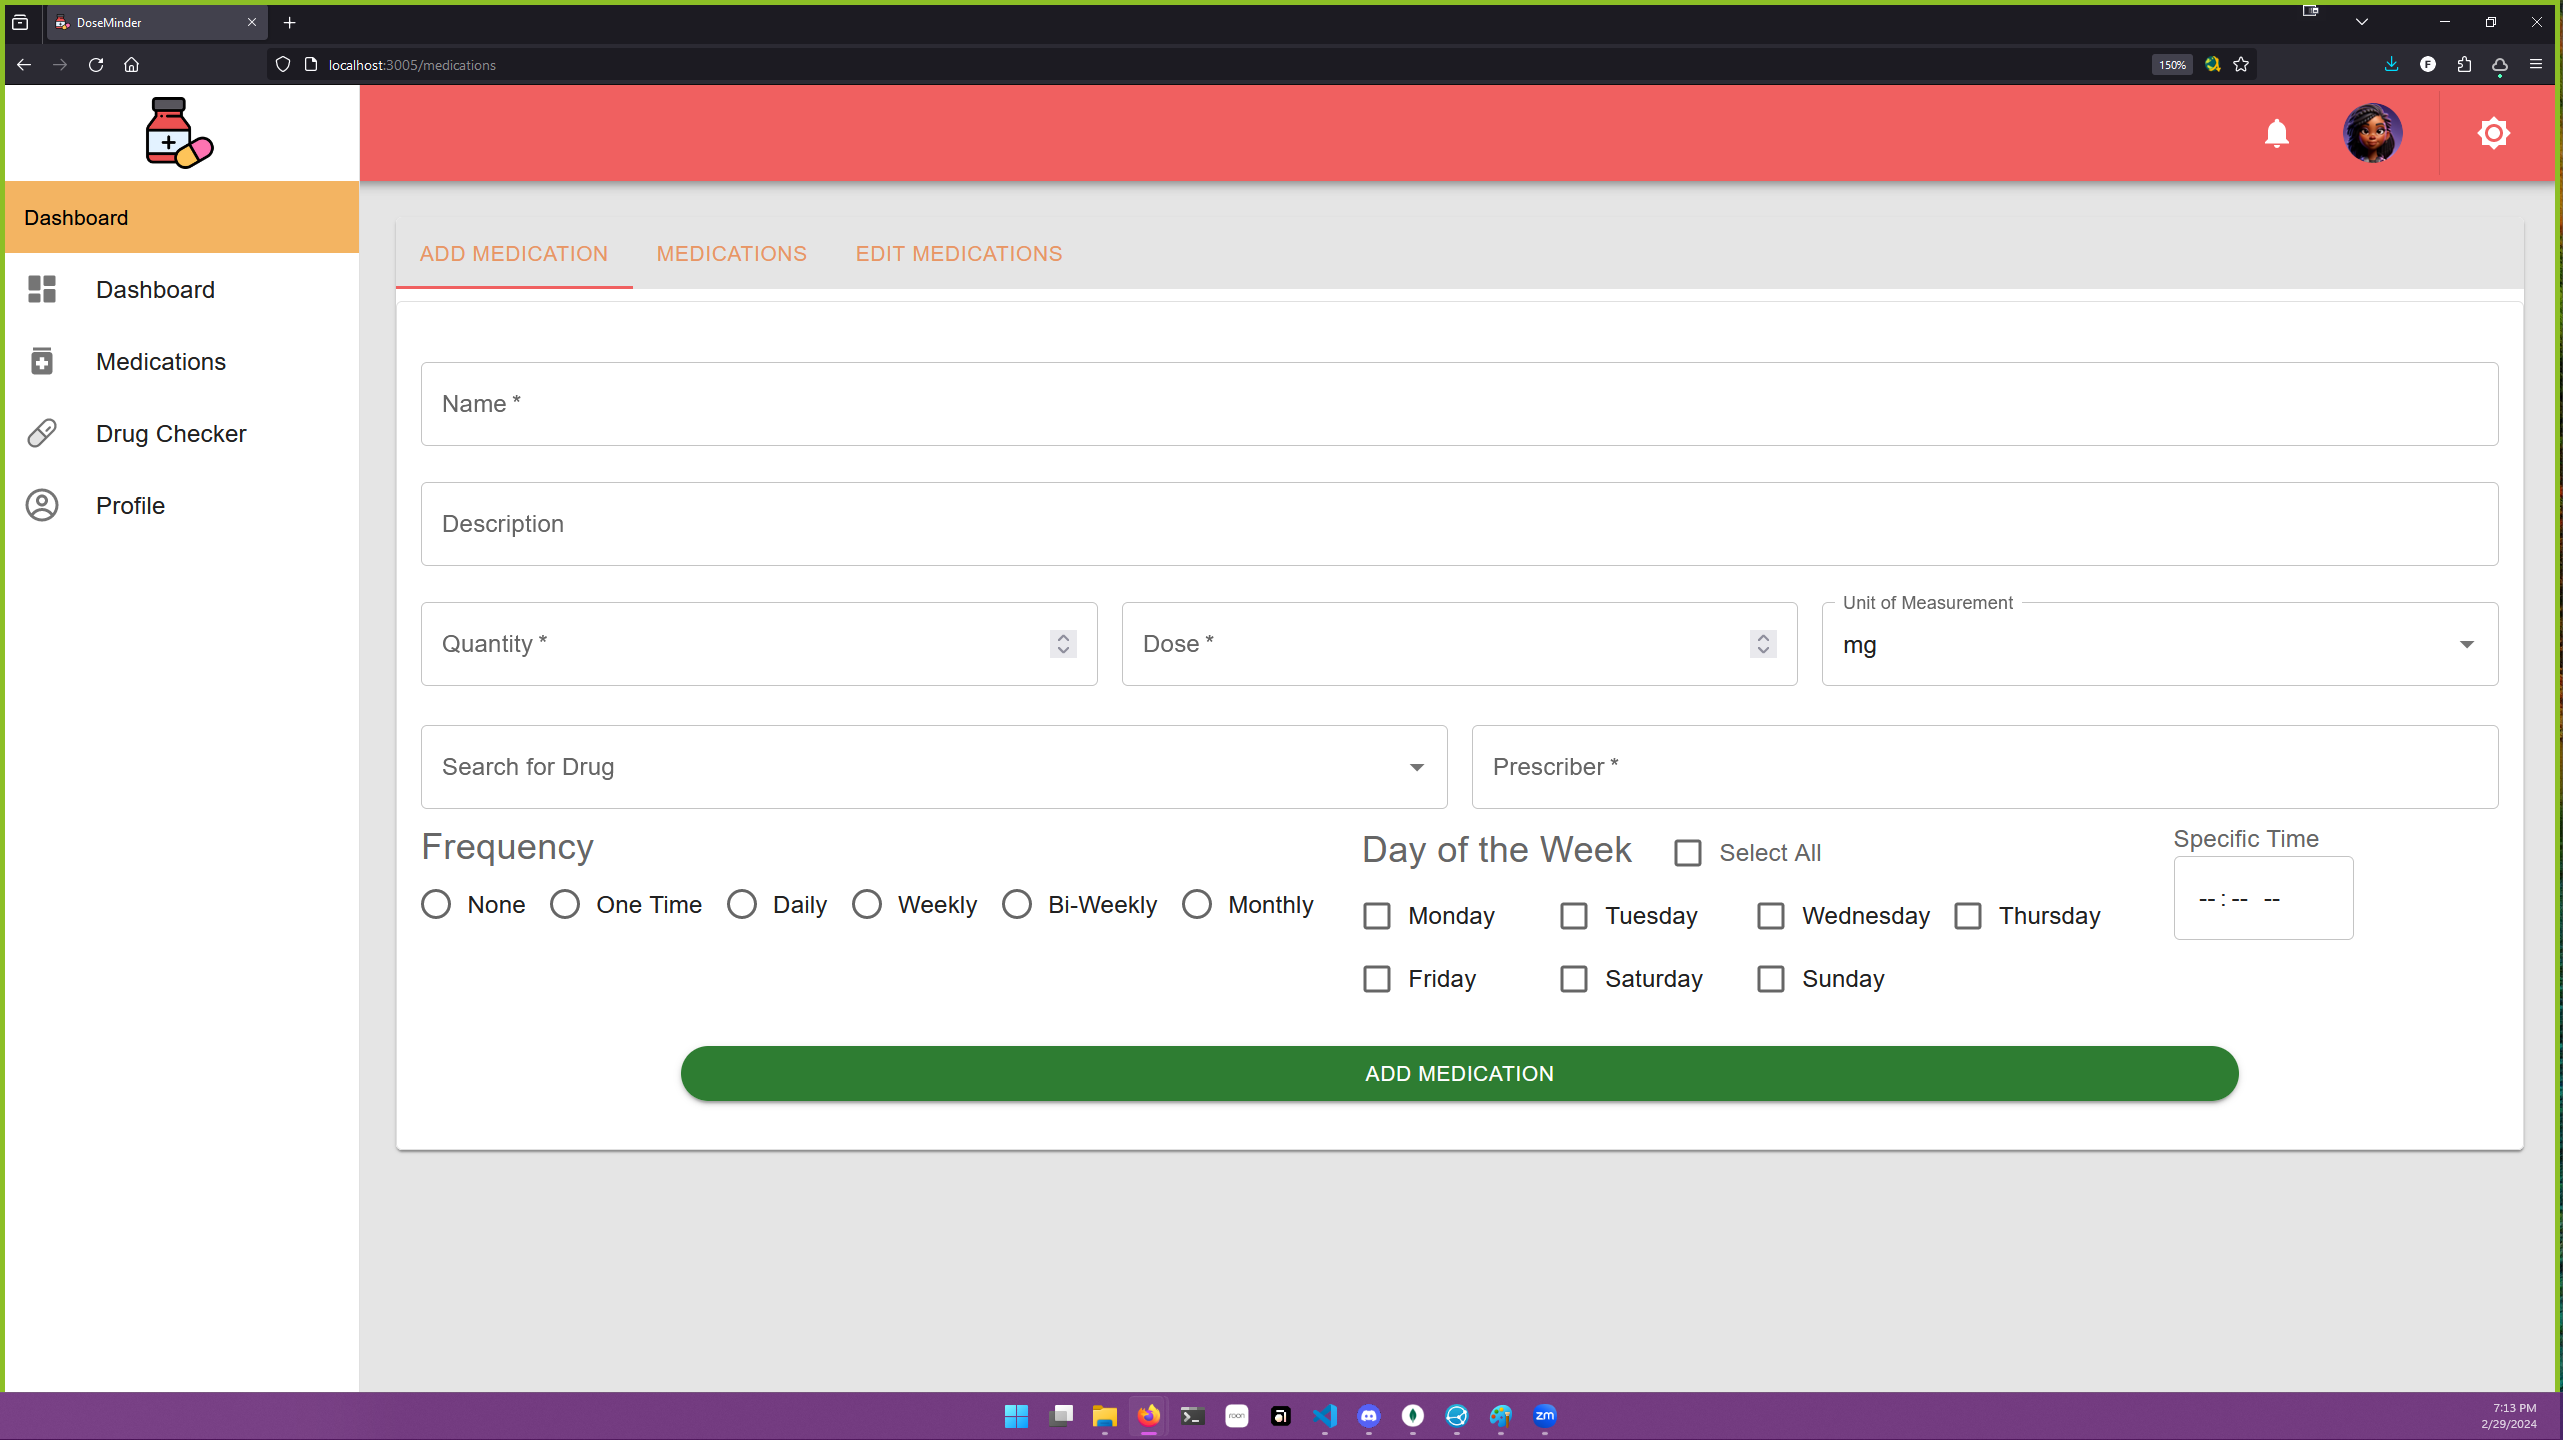 DoseMinder
localhost:3005/medications
150%
F
Dashboard
Dashboard
Medications
Drug Checker
Profile
ADD MEDICATION MEDICATIONS EDIT MEDICATIONS
Name *
Description
Quantity * Dose * Unit of Measurement
mg
Search for Drug Prescriber *
Frequency Day of the Week Select All Specific Time
None One Time Daily Weekly Bi-Weekly Monthly
Monday Tuesday Wednesday Thursday --:-- --
Friday Saturday Sunday
ADD MEDICATION
roon
zm
7:13 PM
2/29/2024